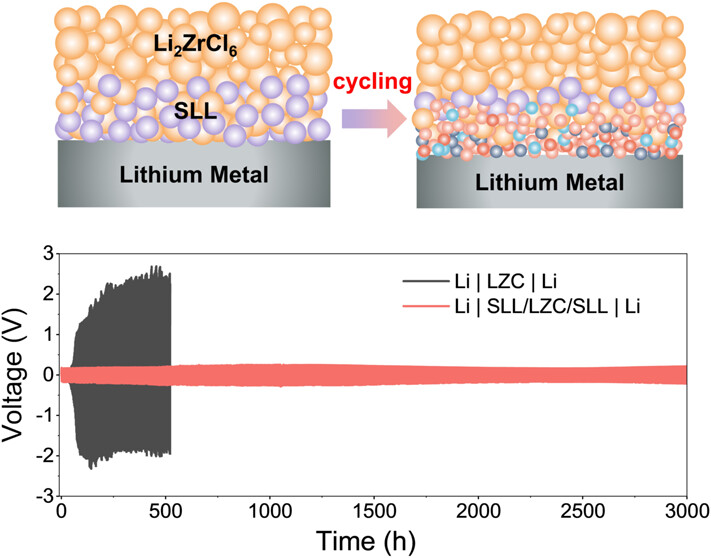 Li₂ZrCl₆
SLL
Lithium Metal
cycling
Lithium Metal
3
2
1
0
-1
-2
-3
Voltage (V)
Li | LZC | Li
Li | SLL/LZC/SLL | Li
0 500 1000 1500 2000 2500 3000
Time (h)